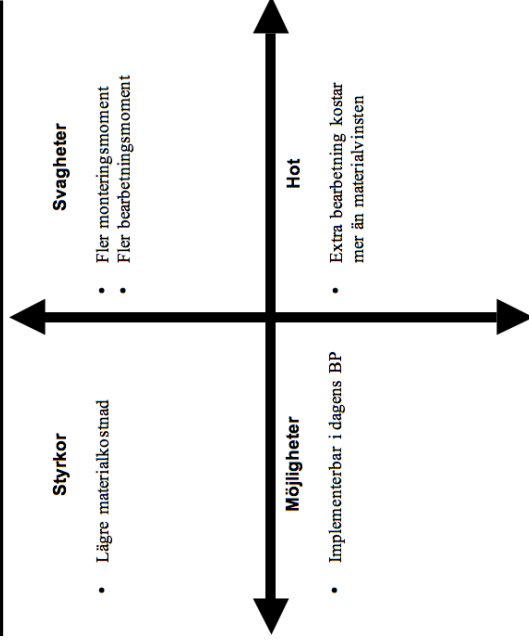 Styrkor
• Lägre materialkostnad
Svagheter
• Fler monteringsmoment
• Fler bearbetningsmoment
Möjligheter
• Implementerbar i dagens BP
Hot
• Extra bearbetning kostar
mer än materialvinsten